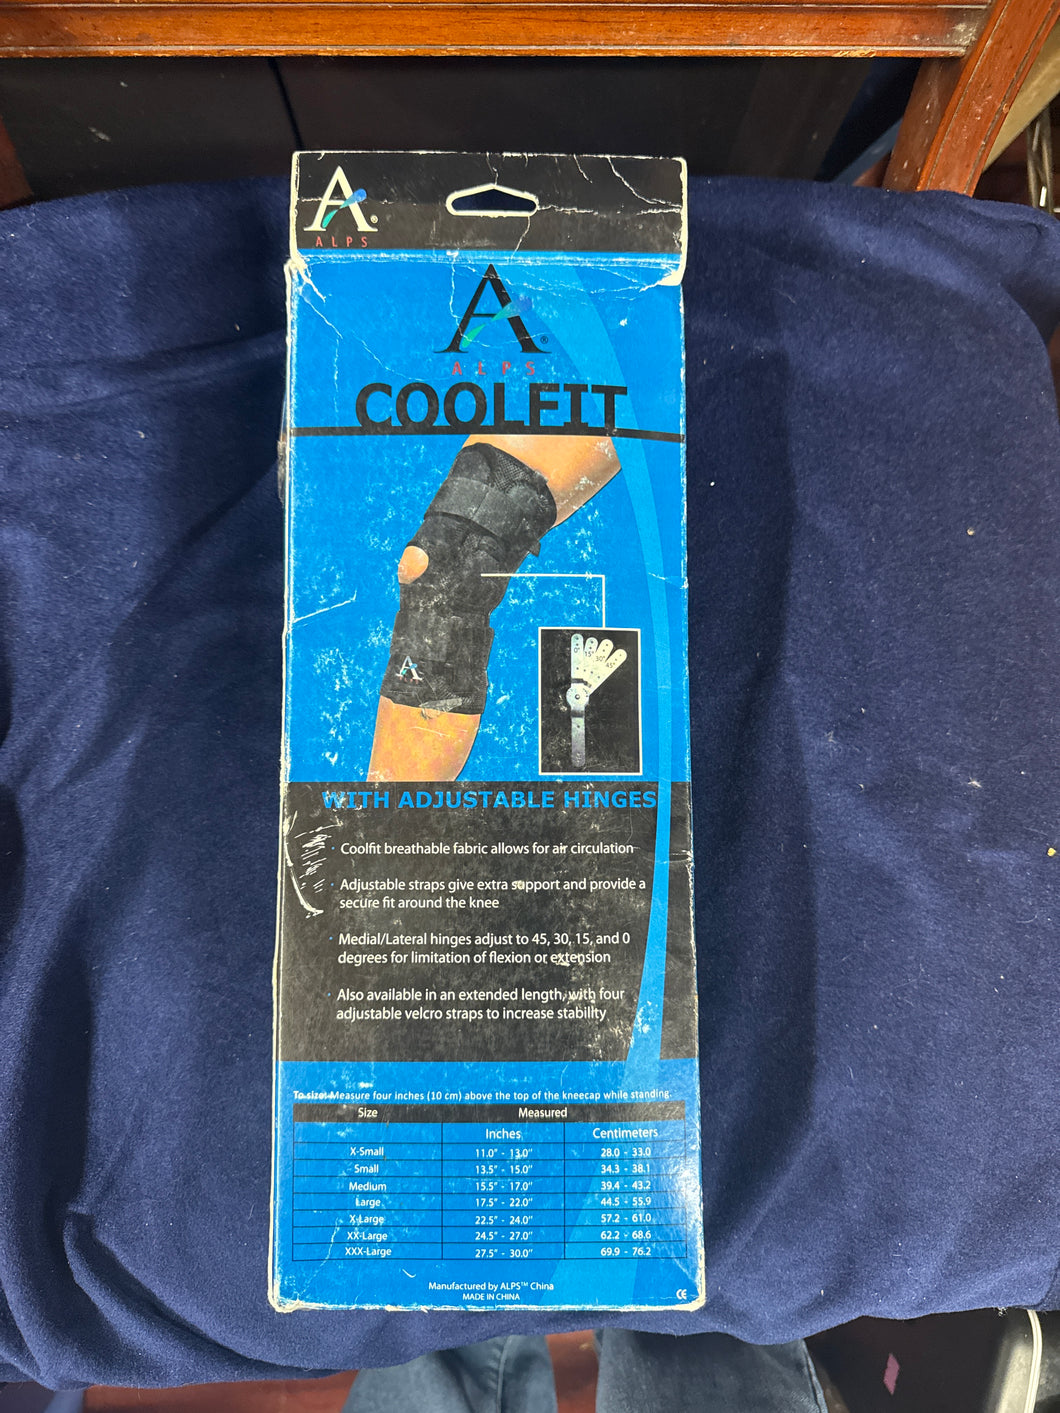 A®
ALPS
A®
ALPS
COOLFIT
A
0°
15°
30°
45°
WITH ADJUSTABLE HINGES
· Coolfit breathable fabric allows for air circulation
· Adjustable straps give extra support and provide a
secure fit around the knee
· Medial/Lateral hinges adjust to 45, 30, 15, and 0
degrees for limitation of flexion or extension
· Also available in an extended length, with four
adjustable velcro straps to increase stability
To size: Measure four inches (10 cm) above the top of the kneecap while standing.
Size Measured
Inches Centimeters
X-Small 11.0" - 13.0" 28.0 - 33.0
Small 13.5" - 15.0" 34.3 - 38.1
Medium 15.5" - 17.0" 39.4 - 43.2
Large 17.5" - 22.0" 44.5 - 55.9
X-Large 22.5" - 24.0" 57.2 - 61.0
XX-Large 24.5" - 27.0" 62.2 - 68.6
XXX-Large 27.5" - 30.0" 69.9 - 76.2
Manufactured by ALPS™ China
MADE IN CHINA
CE